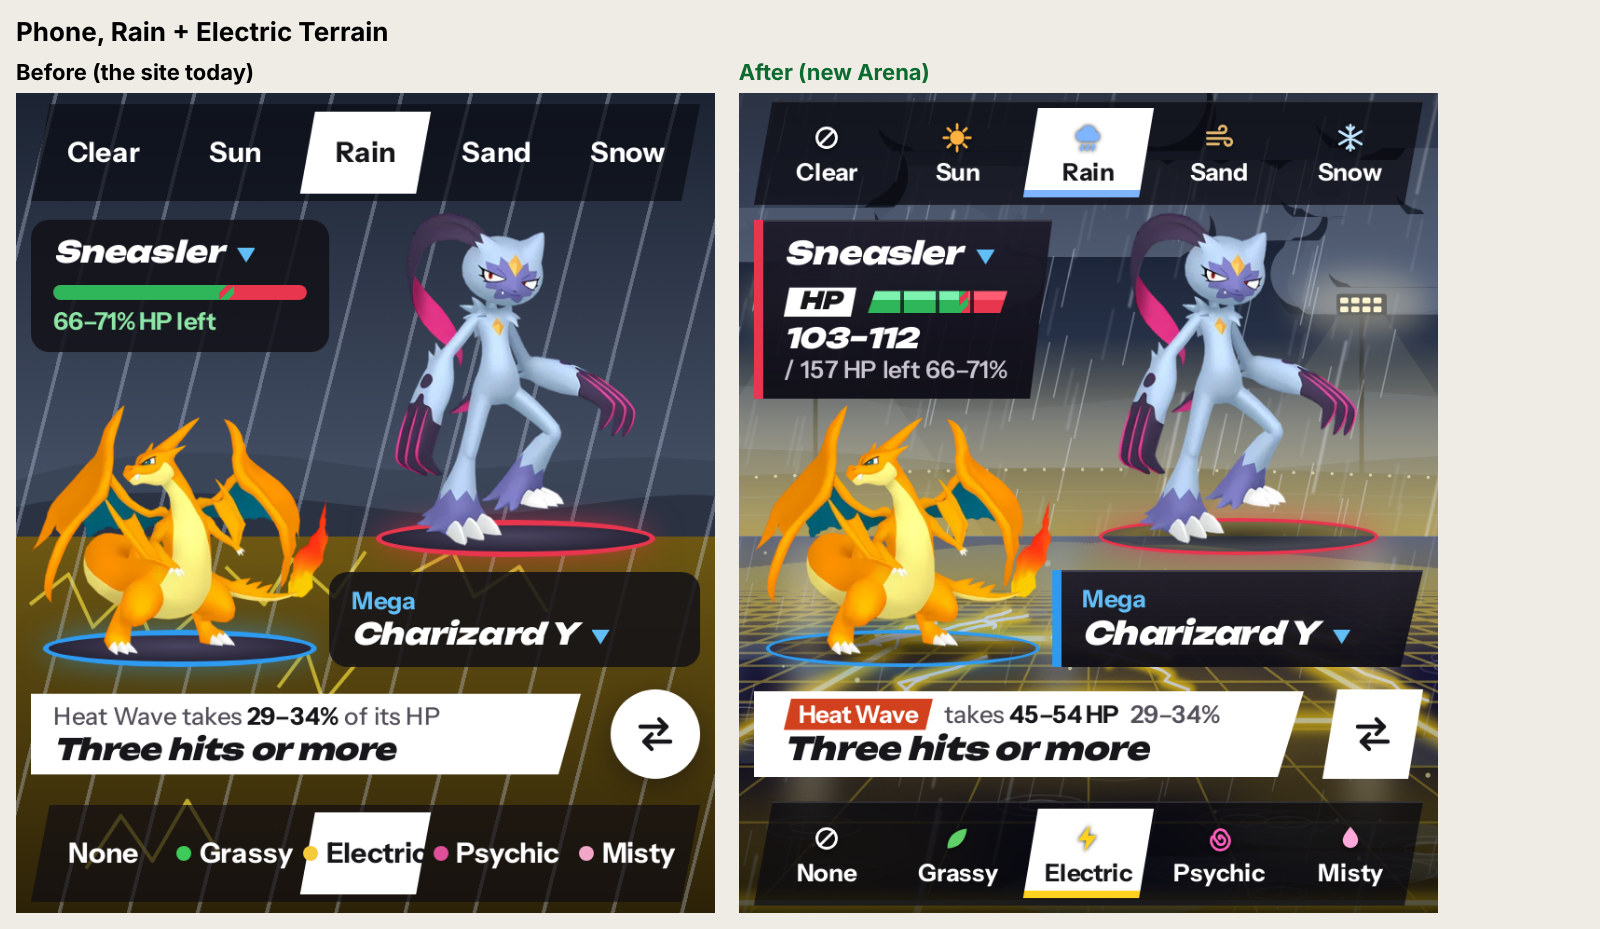 Phone, Rain + Electric Terrain
Before (the site today)
Clear Sun Rain Sand Snow
Sneasler
66–71% HP left
Mega
Charizard Y
Heat Wave takes 29–34% of its HP
Three hits or more
None Grassy Electric Psychic Misty
After (new Arena)
Clear Sun Rain Sand Snow
Sneasler
HP
103–112
/ 157 HP left 66–71%
Mega
Charizard Y
Heat Wave takes 45–54 HP 29–34%
Three hits or more
None Grassy Electric Psychic Misty